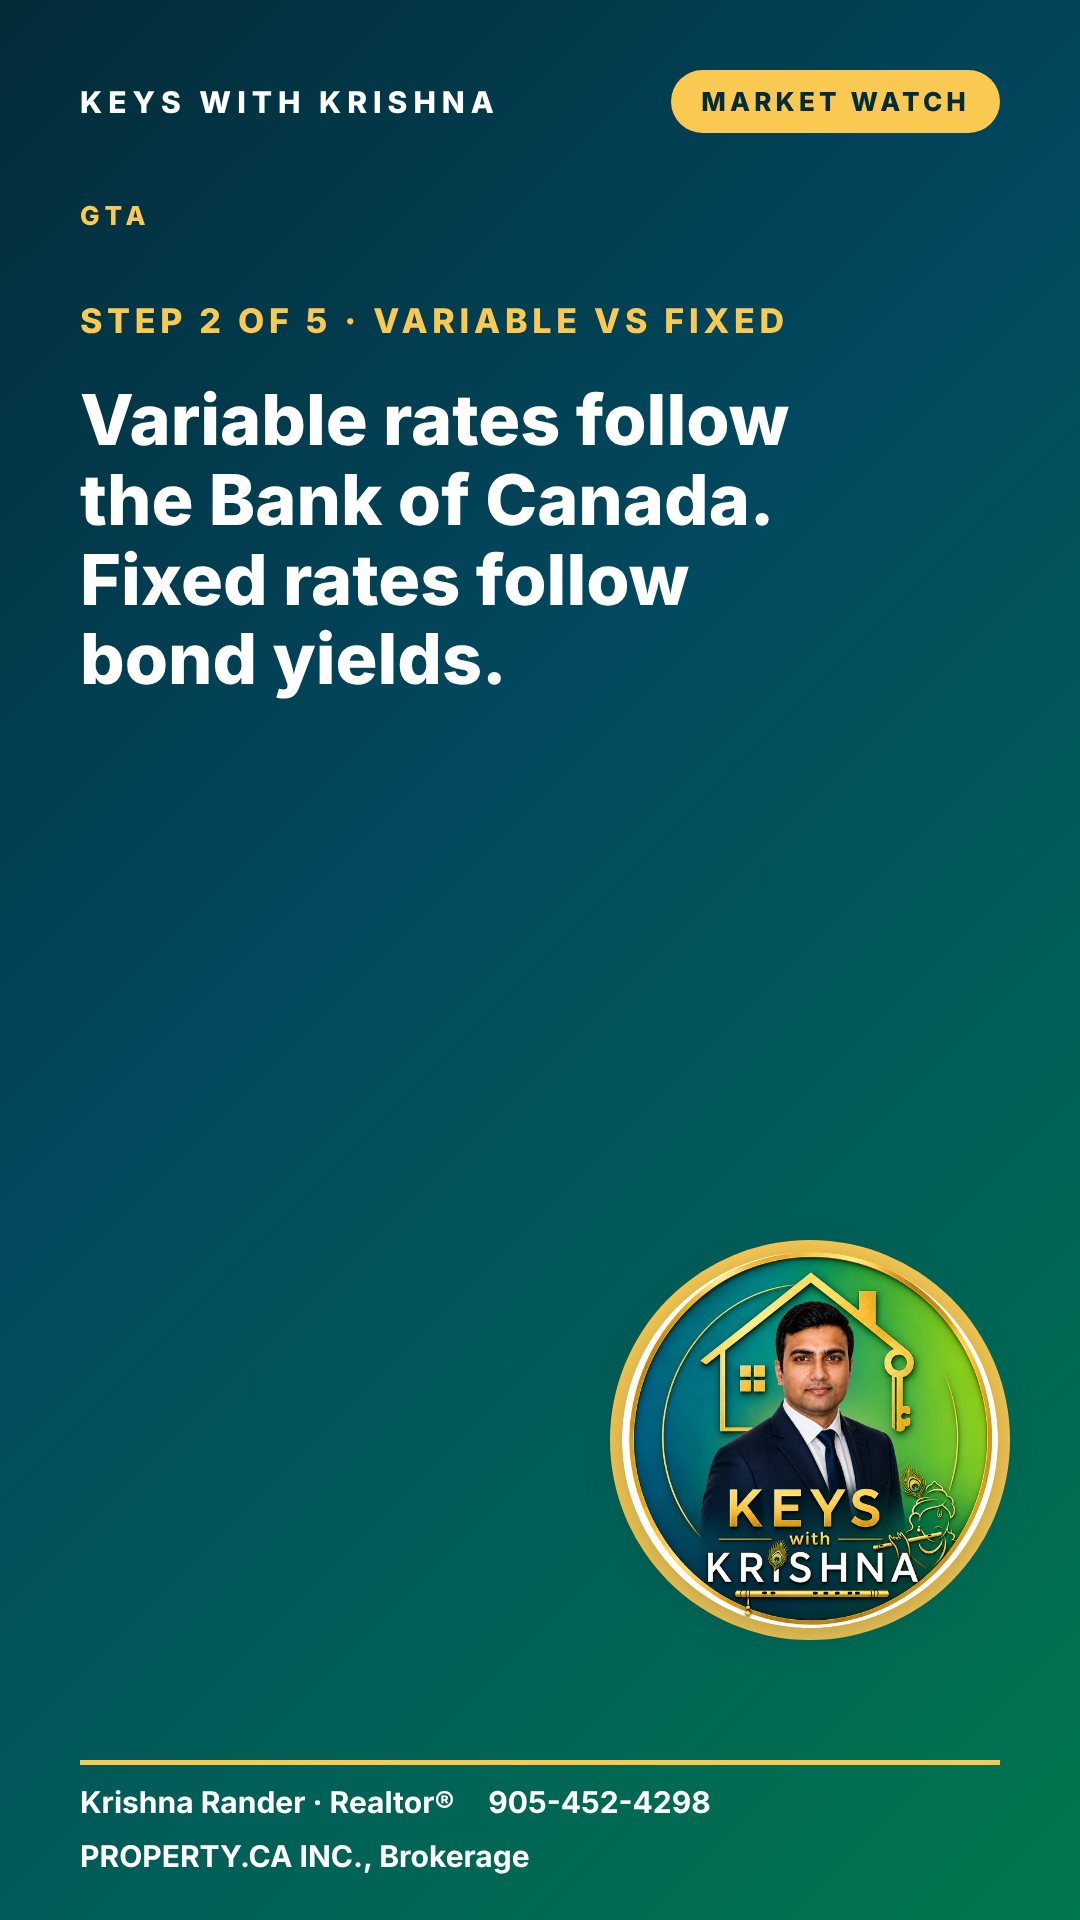 KEYS WITH KRISHNA
MARKET WATCH
GTA
STEP 2 OF 5 · VARIABLE VS FIXED
Variable rates follow
the Bank of Canada.
Fixed rates follow
bond yields.
KEYS
with
KRISHNA
Krishna Rander · Realtor® 905-452-4298
PROPERTY.CA INC., Brokerage